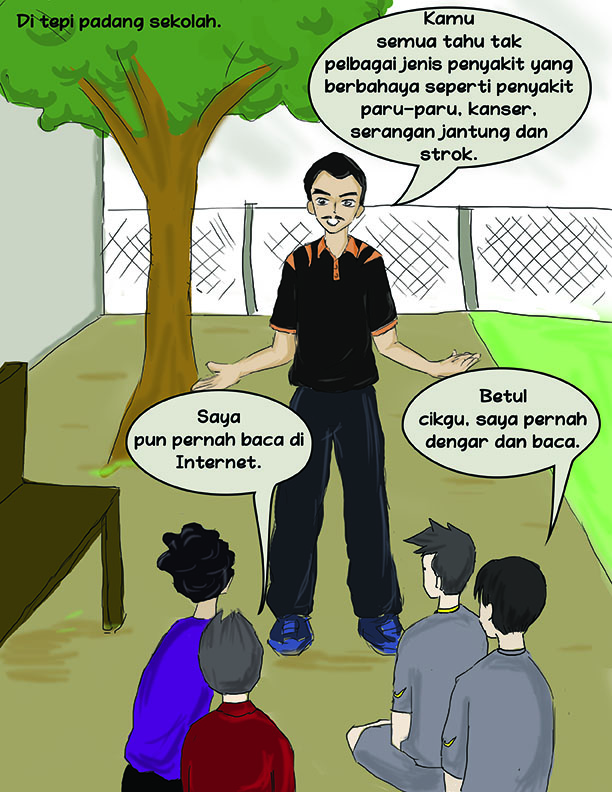 Di tepi padang sekolah.
Kamu
semua tahu tak
pelbagai jenis penyakit yang
berbahaya seperti penyakit
paru-paru, kanser,
serangan jantung dan
strok.
Saya
pun pernah baca di
Internet.
Betul
cikgu, saya pernah
dengar dan baca.